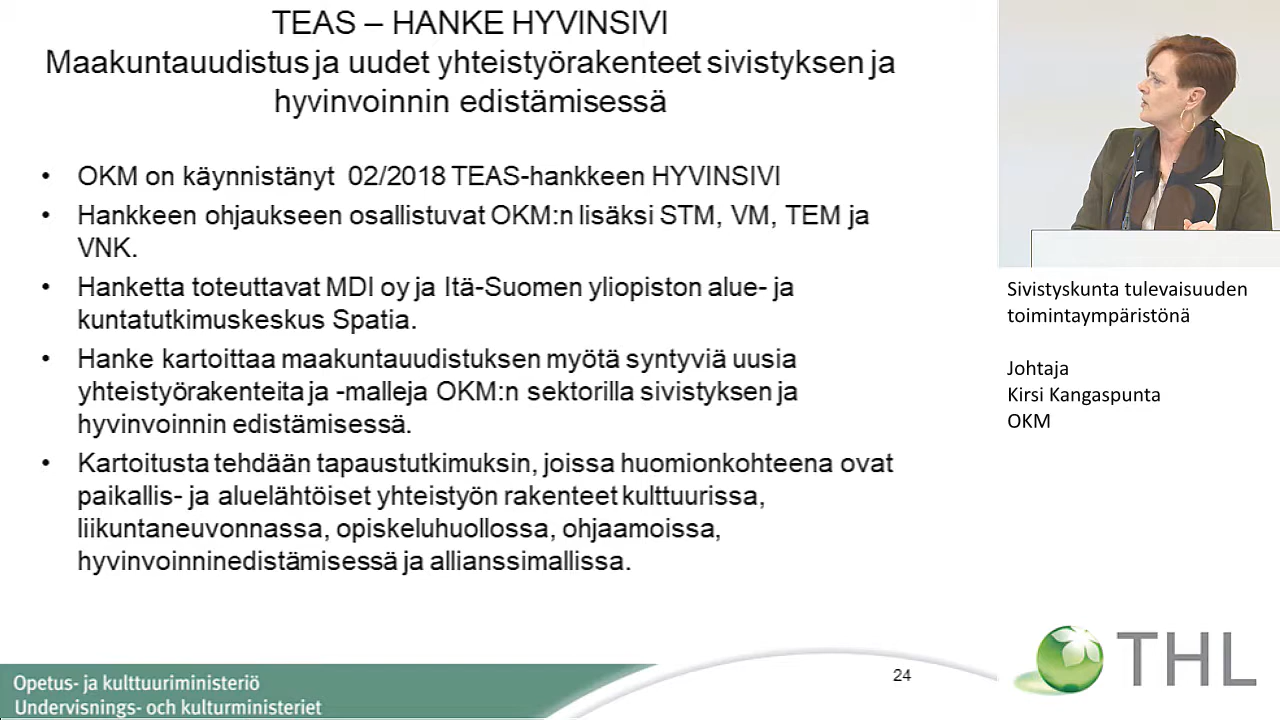 TEAS – HANKE HYVINSIVI
Maakuntauudistus ja uudet yhteistyörakenteet sivistyksen ja
hyvinvoinnin edistämisessä
• OKM on käynnistänyt 02/2018 TEAS-hankkeen HYVINSIVI
• Hankkeen ohjaukseen osallistuvat OKM:n lisäksi STM, VM, TEM ja
VNK.
• Hanketta toteuttavat MDI oy ja Itä-Suomen yliopiston alue- ja
kuntatutkimuskeskus Spatia.
• Hanke kartoittaa maakuntauudistuksen myötä syntyviä uusia
yhteistyörakenteita ja -malleja OKM:n sektorilla sivistyksen ja
hyvinvoinnin edistämisessä.
• Kartoitusta tehdään tapaustutkimuksin, joissa huomionkohteena ovat
paikallis- ja aluelähtöiset yhteistyön rakenteet kulttuurissa,
liikuntaneuvonnassa, opiskeluhuollossa, ohjaamoissa,
hyvinvoinninedistämisessä ja allianssimallissa.
24
Opetus- ja kulttuuriministeriö
Undervisnings- och kulturministeriet
Sivistyskunta tulevaisuuden
toimintaympäristönä
Johtaja
Kirsi Kangaspunta
OKM
THL